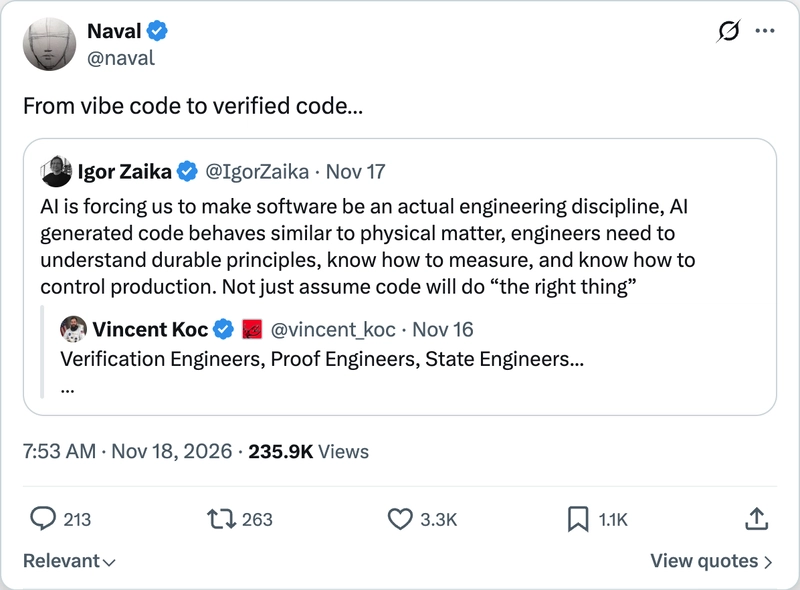 Naval
@naval
From vibe code to verified code...
Igor Zaika @IgorZaika · Nov 17
AI is forcing us to make software be an actual engineering discipline, AI
generated code behaves similar to physical matter, engineers need to
understand durable principles, know how to measure, and know how to
control production. Not just assume code will do “the right thing”
Vincent Koc @vincent_koc · Nov 16
Verification Engineers, Proof Engineers, State Engineers...
...
7:53 AM · Nov 18, 2026 · 235.9K Views
213 263 3.3K 1.1K
Relevant View quotes